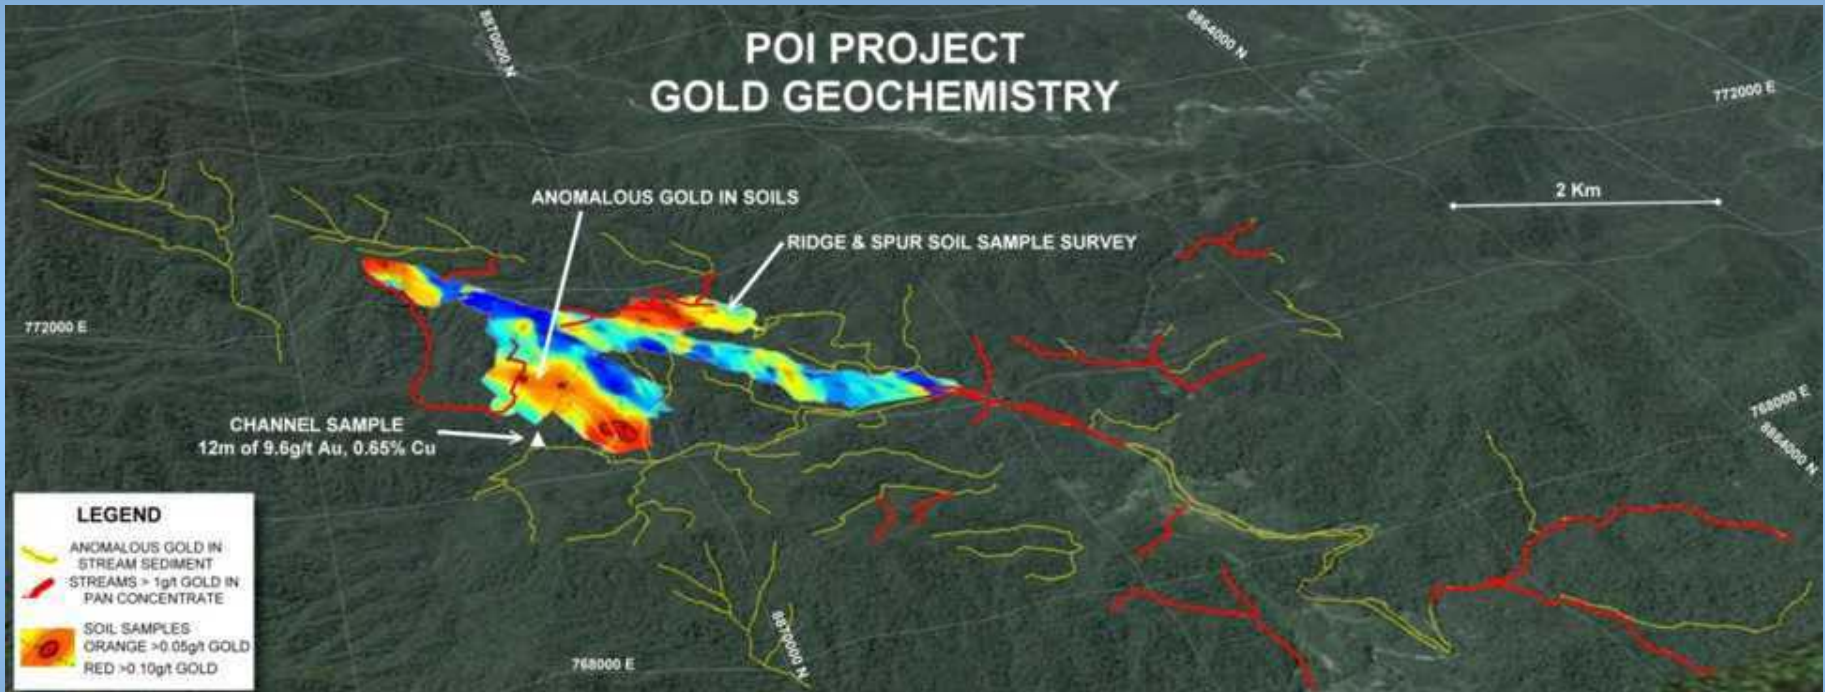 POI PROJECT
GOLD GEOCHEMISTRY
8870000 N
8864000 N
772000 E
2 Km
ANOMALOUS GOLD IN SOILS
RIDGE & SPUR SOIL SAMPLE SURVEY
772000 E
CHANNEL SAMPLE
12m of 9.6g/t Au, 0.65% Cu
768000 E
8864000 N
LEGEND
ANOMALOUS GOLD IN
STREAM SEDIMENT
STREAMS > 1g/t GOLD IN
PAN CONCENTRATE
SOIL SAMPLES
ORANGE >0.05g/t GOLD
RED >0.10g/t GOLD
768000 E
8870000 N